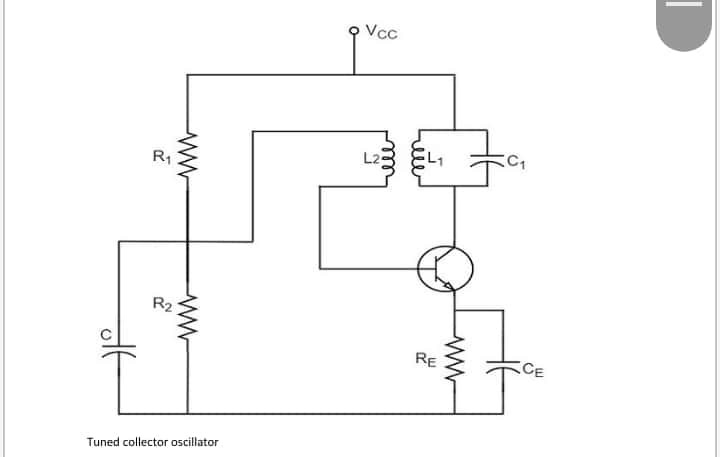 VCC
R1
L2
L1
C1
R2
C
RE
CE
Tuned collector oscillator